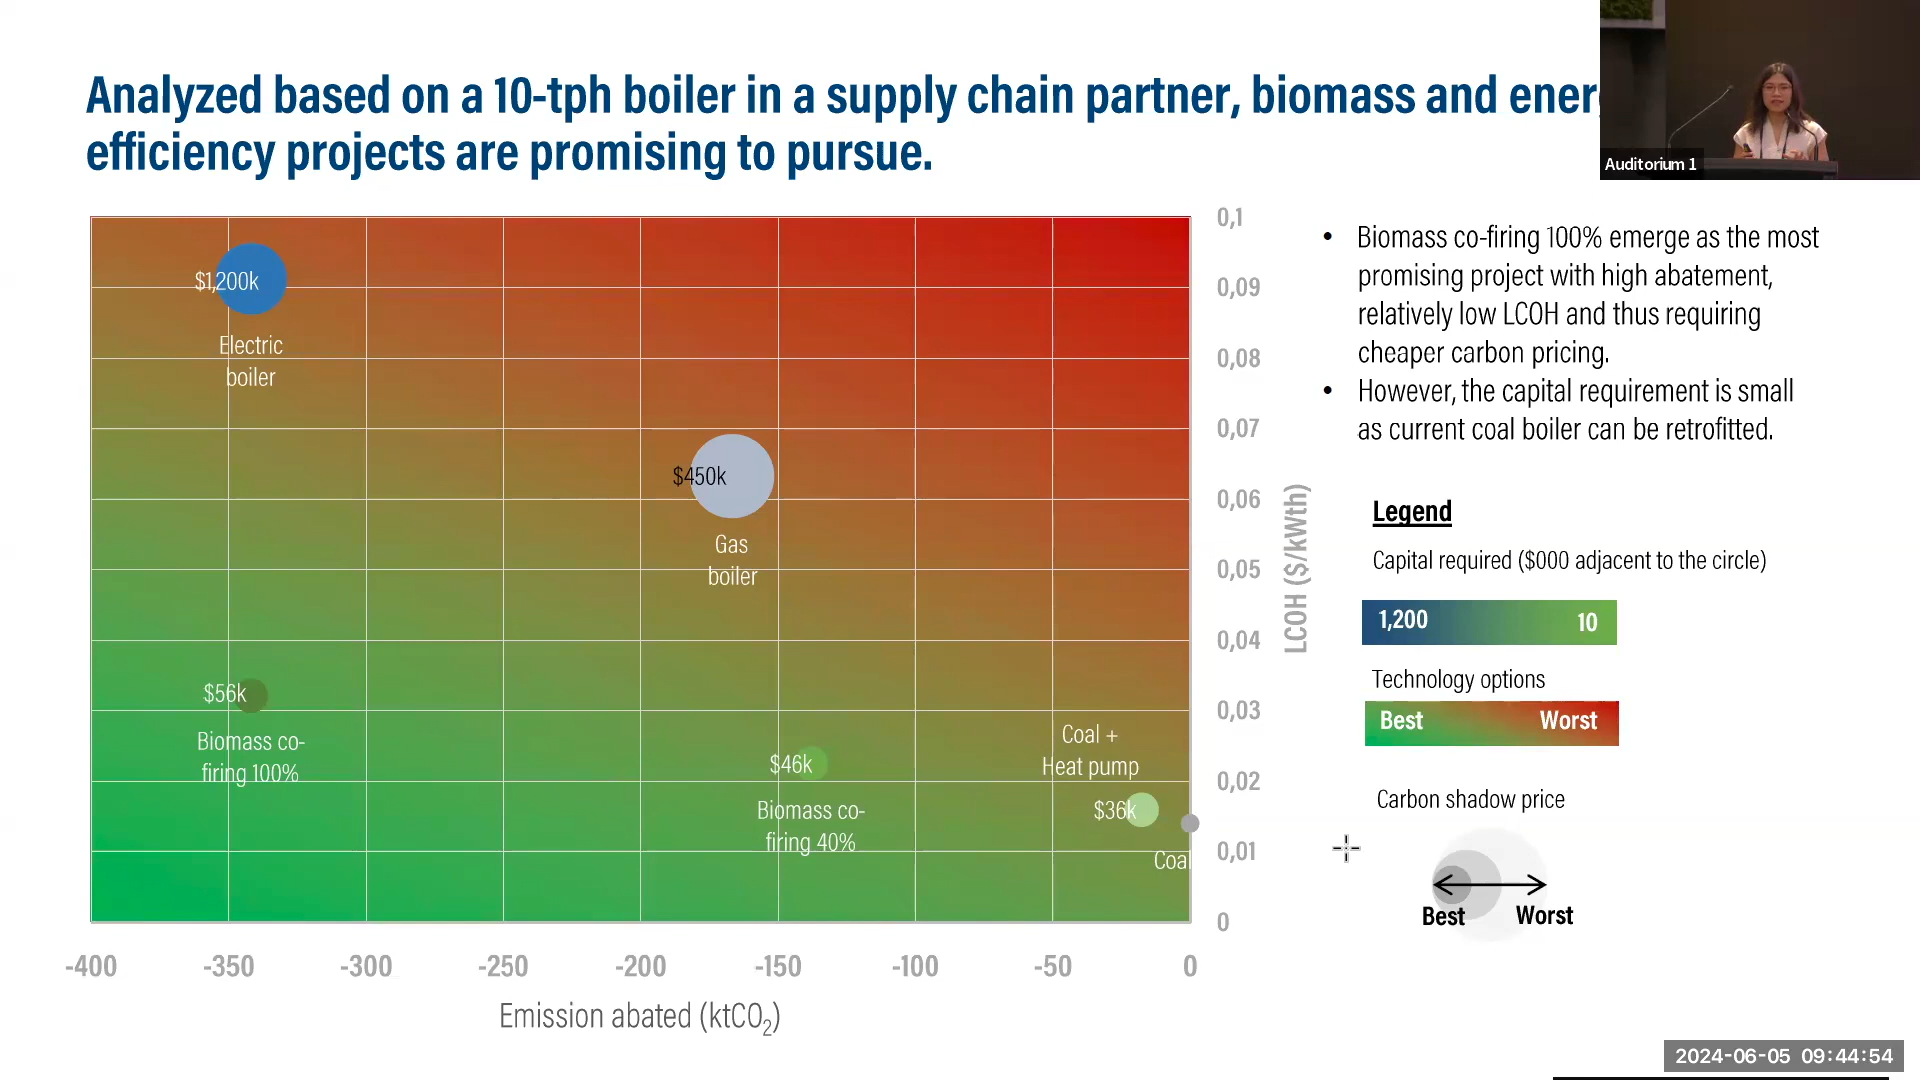 Analyzed based on a 10-tph boiler in a supply chain partner, biomass and
efficiency projects are promising to pursue.
Auditorium 1
$1,200k
Electric
boiler
$450k
Gas
boiler
$56k
Biomass co-
firing 100%
$46k
Biomass co-
firing 40%
Coal +
Heat pump
$36k
Coal
0,1
0,09
0,08
0,07
0,06
0,05
0,04
0,03
0,02
0,01
0
LCOH ($/kWth)
-400 -350 -300 -250 -200 -150 -100 -50 0
Emission abated (ktCO₂)
• Biomass co-firing 100% emerge as the most
promising project with high abatement,
relatively low LCOH and thus requiring
cheaper carbon pricing.
• However, the capital requirement is small
as current coal boiler can be retrofitted.
Legend
Capital required ($000 adjacent to the circle)
1,200 10
Technology options
Best Worst
Carbon shadow price
Best Worst
2024-06-05 09:44:54